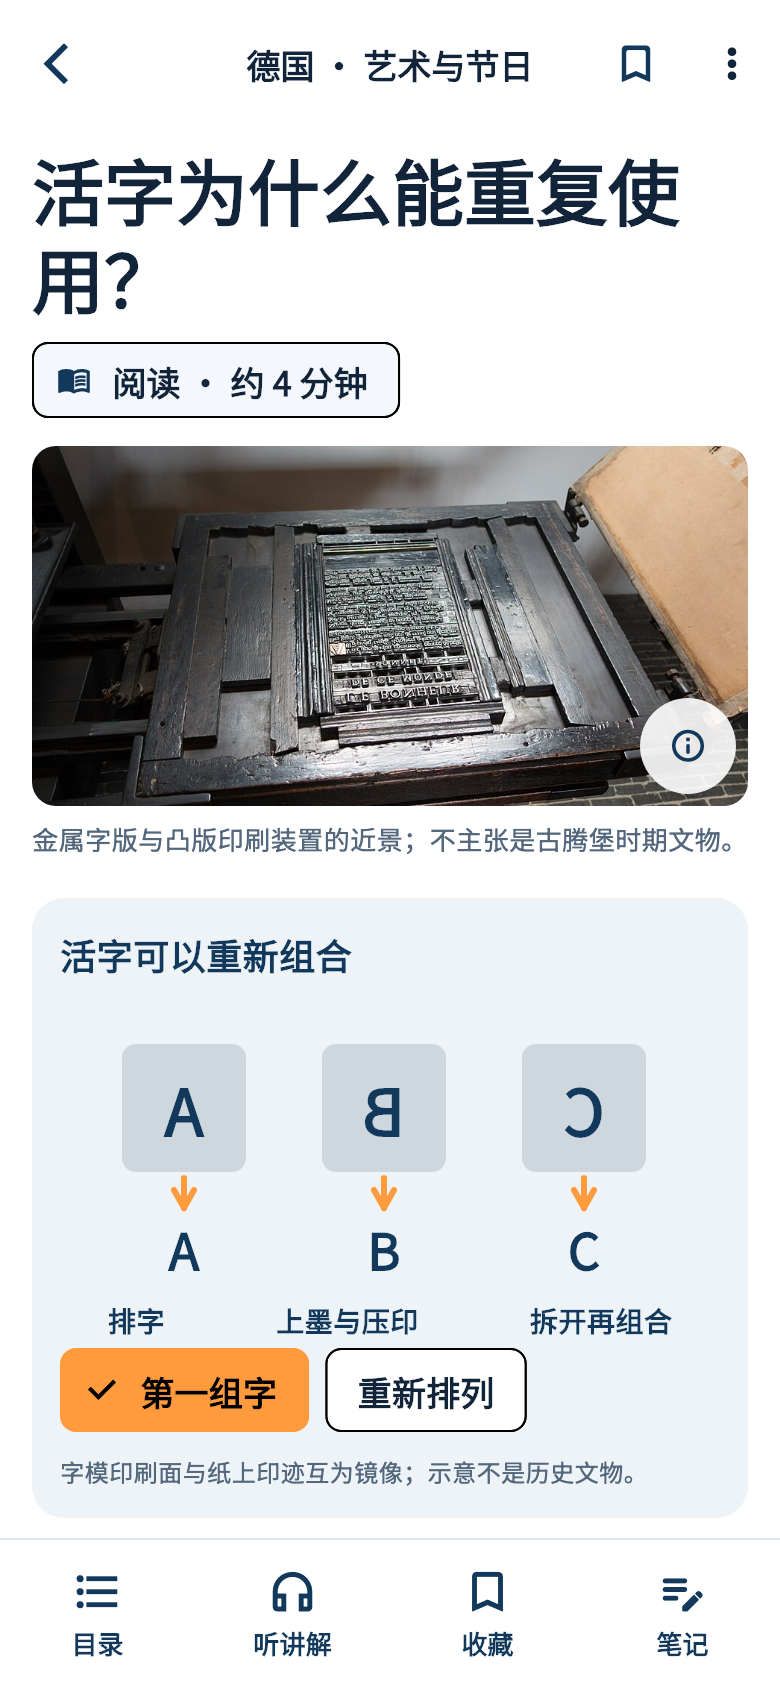 德国 · 艺术与节日
活字为什么能重复使
用?
阅读 · 约 4 分钟
DE CE MONDE
LE BONHEUR
金属字版与凸版印刷装置的近景；不主张是古腾堡时期文物。
活字可以重新组合
A B C
A B C
排字 上墨与压印 拆开再组合
第一组字 重新排列
字模印刷面与纸上印迹互为镜像；示意不是历史文物。
目录 听讲解 收藏 笔记